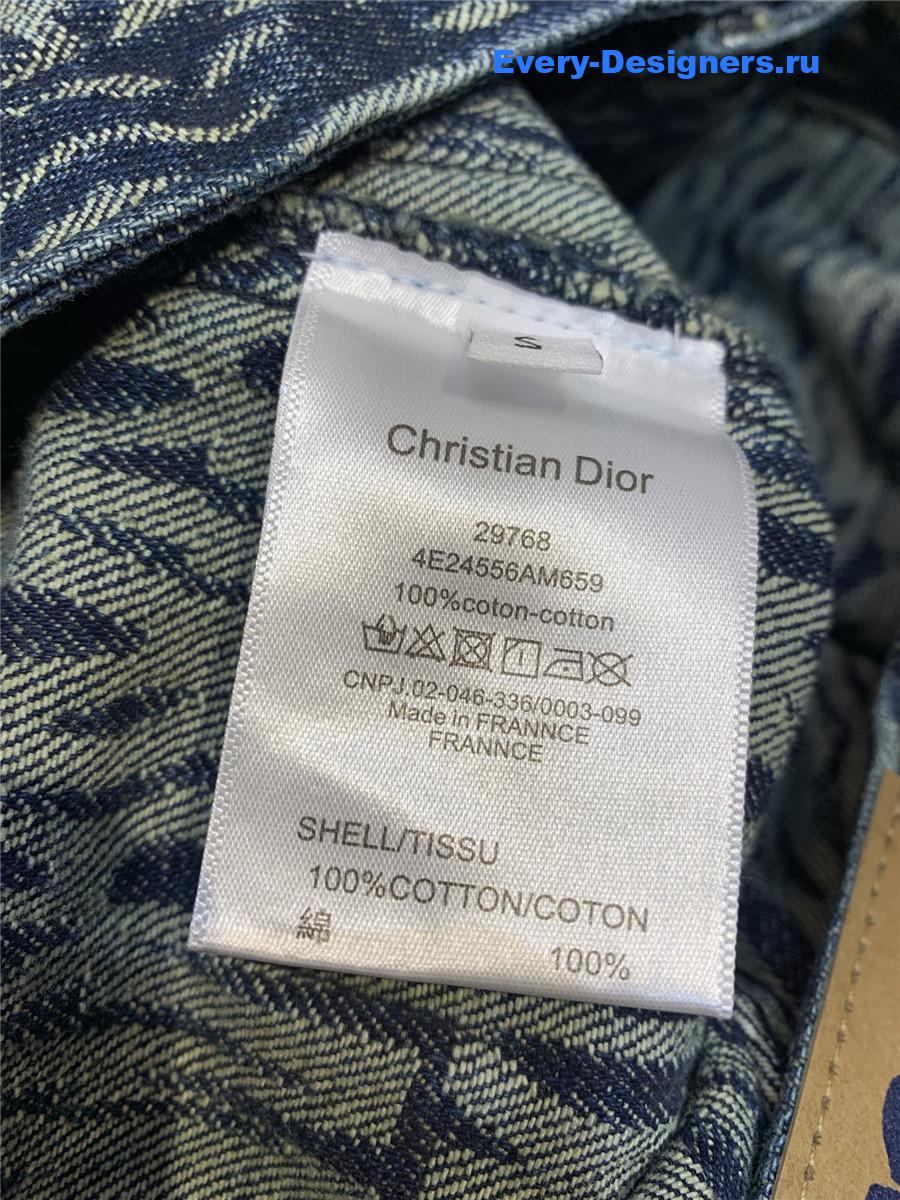 Every-Designers.ru
S
Christian Dior
29768
4E24556AM659
100%coton-cotton
CNPJ.02-046-336/0003-099
Made in FRANNCE
FRANNCE
SHELL/TISSU
100%COTTON/COTON
綿
100%